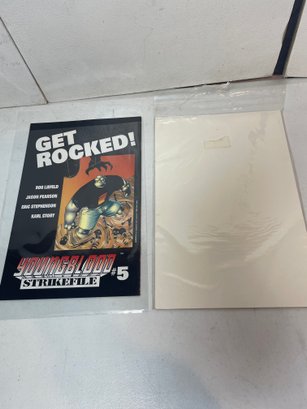 GET
ROCKED!
ROB LIEFELD
JASON PEARSON
ERIC STEPHENSON
KARL STORY
YOUNGBLOOD
STRIKEFILE #5